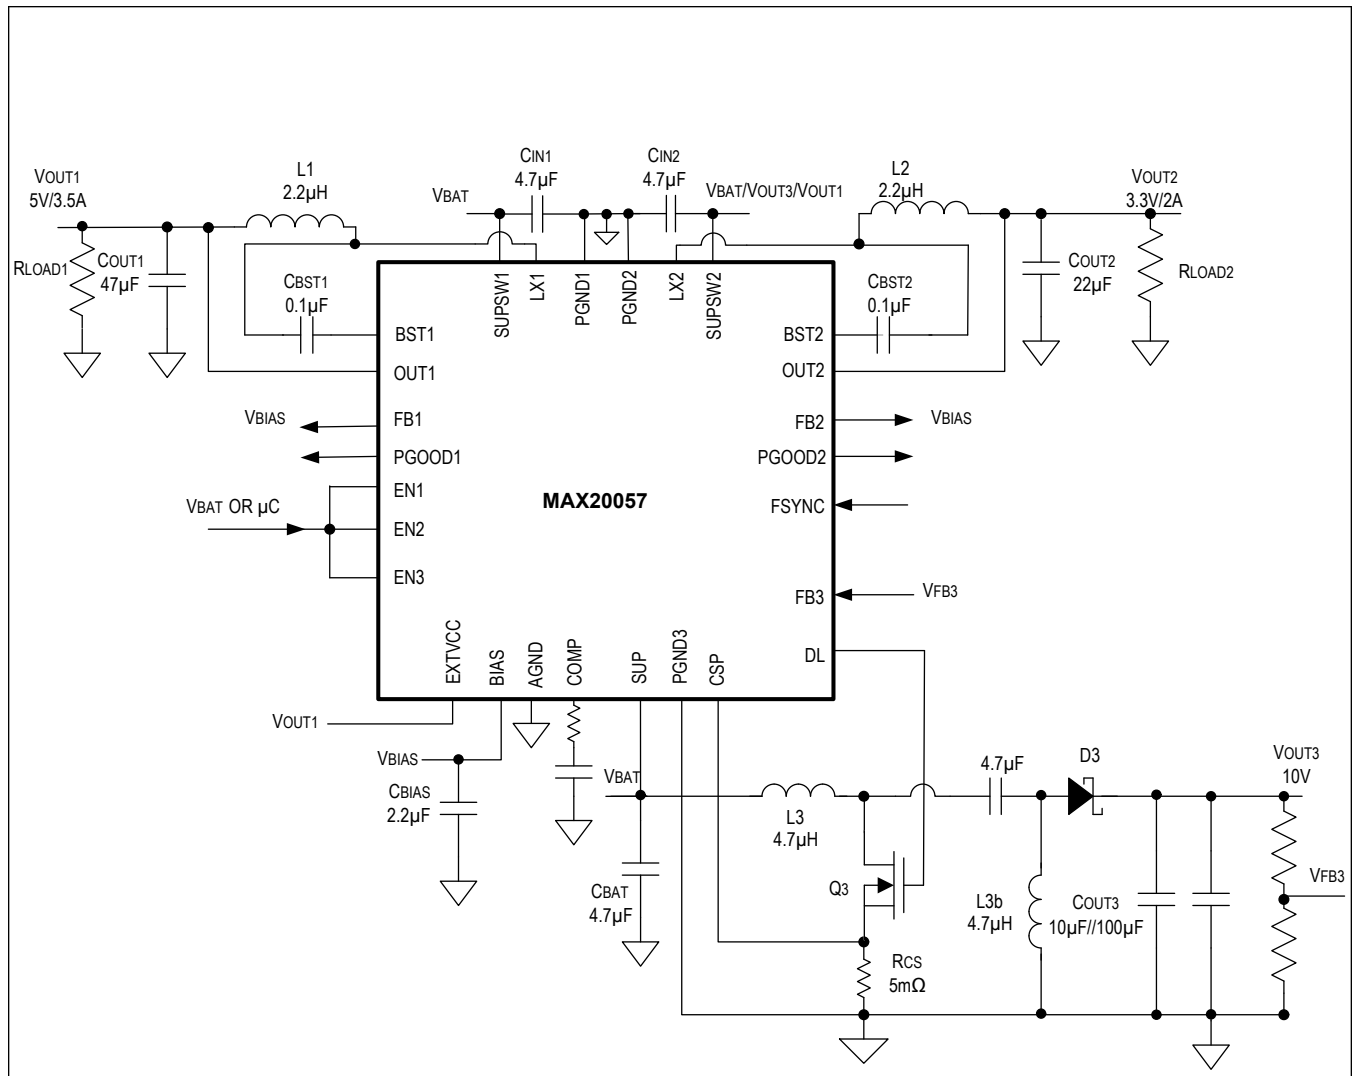 VOUT1
5V/3.5A
L1
2.2µH
VBAT
CIN1
4.7µF
CIN2
4.7µF
VBAT/VOUT3/VOUT1
L2
2.2µH
VOUT2
3.3V/2A
RLOAD1
COUT1
47µF
CBST1
0.1µF
SUPSW1
LX1
PGND1
PGND2
LX2
SUPSW2
CBST2
0.1µF
COUT2
22µF
RLOAD2
BST1
BST2
OUT1
OUT2
VBIAS
FB1
FB2
VBIAS
PGOOD1
PGOOD2
EN1
VBAT OR µC
MAX20057
FSYNC
EN2
EN3
FB3
VFB3
EXTVCC
BIAS
AGND
COMP
SUP
PGND3
CSP
DL
VOUT1
VBIAS
CBIAS
2.2µF
VBAT
CBAT
4.7µF
L3
4.7µH
4.7µF
D3
VOUT3
10V
Q3
L3b
4.7µH
COUT3
10µF//100µF
VFB3
RCS
5mΩ